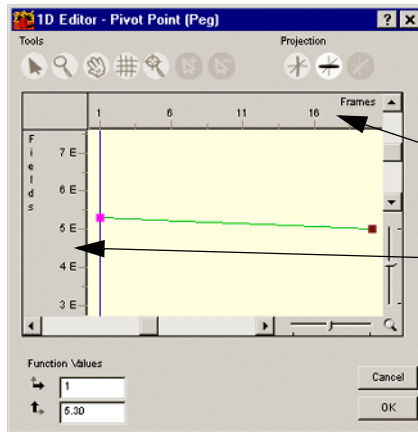 1D Editor - Pivot Point (Peg)
Tools
Projection
Frames
1 6 11 16
Fields
7 E
6 E
5 E
4 E
3 E
Function Values
1
5.30
Cancel
OK